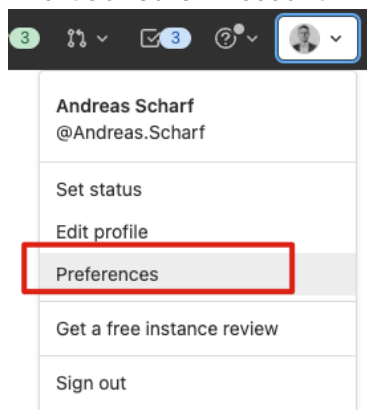 3
3
Andreas Scharf
@Andreas.Scharf
Set status
Edit profile
Preferences
Get a free instance review
Sign out